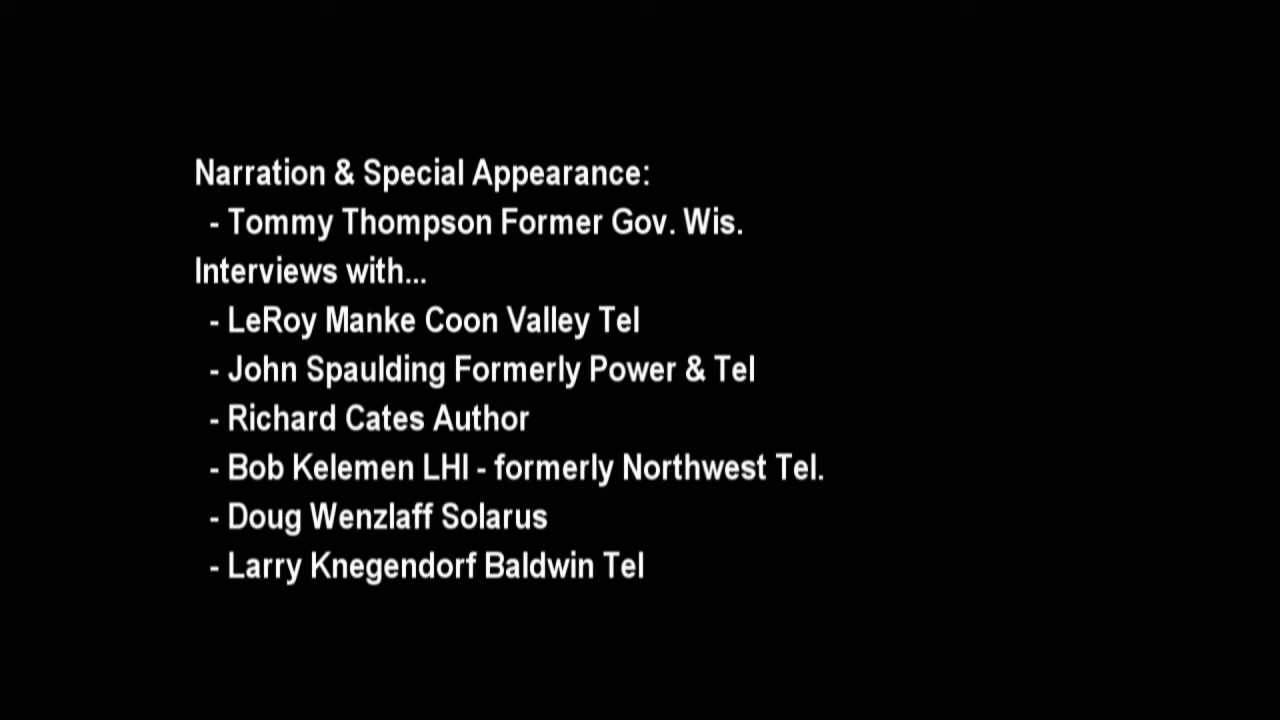 Narration & Special Appearance:
- Tommy Thompson Former Gov. Wis.
Interviews with...
- LeRoy Manke Coon Valley Tel
- John Spaulding Formerly Power & Tel
- Richard Cates Author
- Bob Kelemen LHI - formerly Northwest Tel.
- Doug Wenzlaff Solarus
- Larry Knegendorf Baldwin Tel